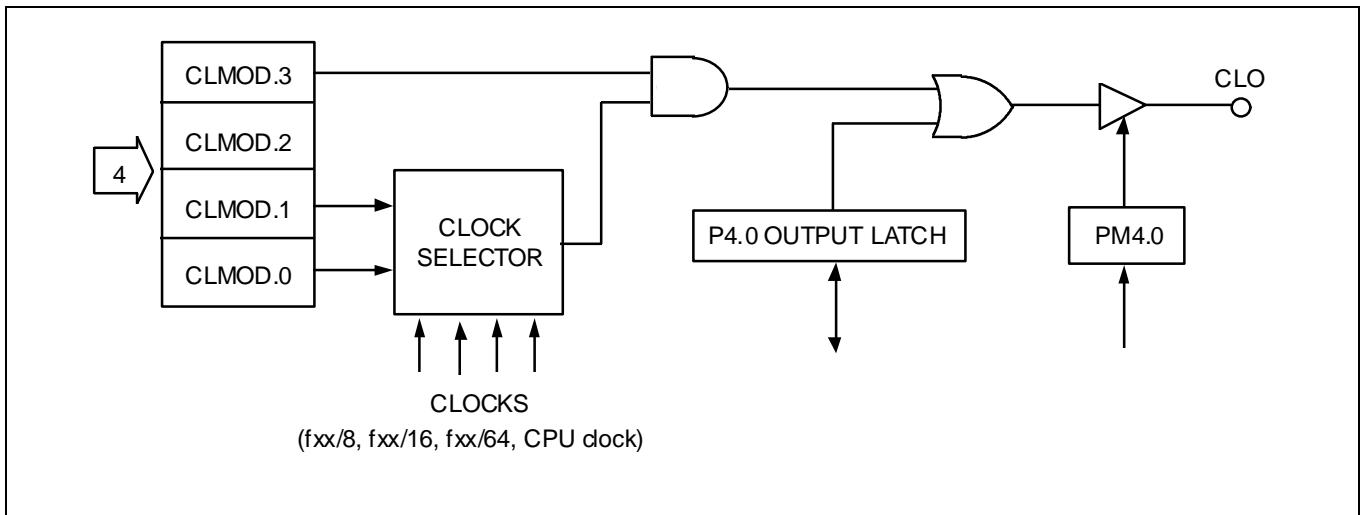 CLMOD.3
CLMOD.2
CLMOD.1
CLMOD.0
4
CLOCK
SELECTOR
CLOCKS
(fxx/8, fxx/16, fxx/64, CPU clock)
P4.0 OUTPUT LATCH
PM4.0
CLO